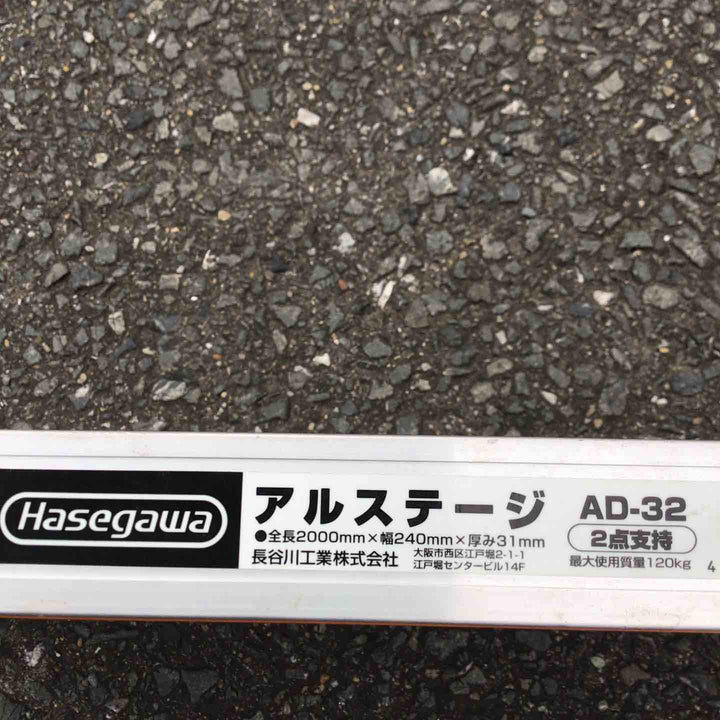 Hasegawa
アルステージ AD-32
●全長2000mm×幅240mm×厚み31mm
2点支持
長谷川工業株式会社
大阪市西区江戸堀2-1-1
江戸堀センタービル14F
最大使用質量120kg
4